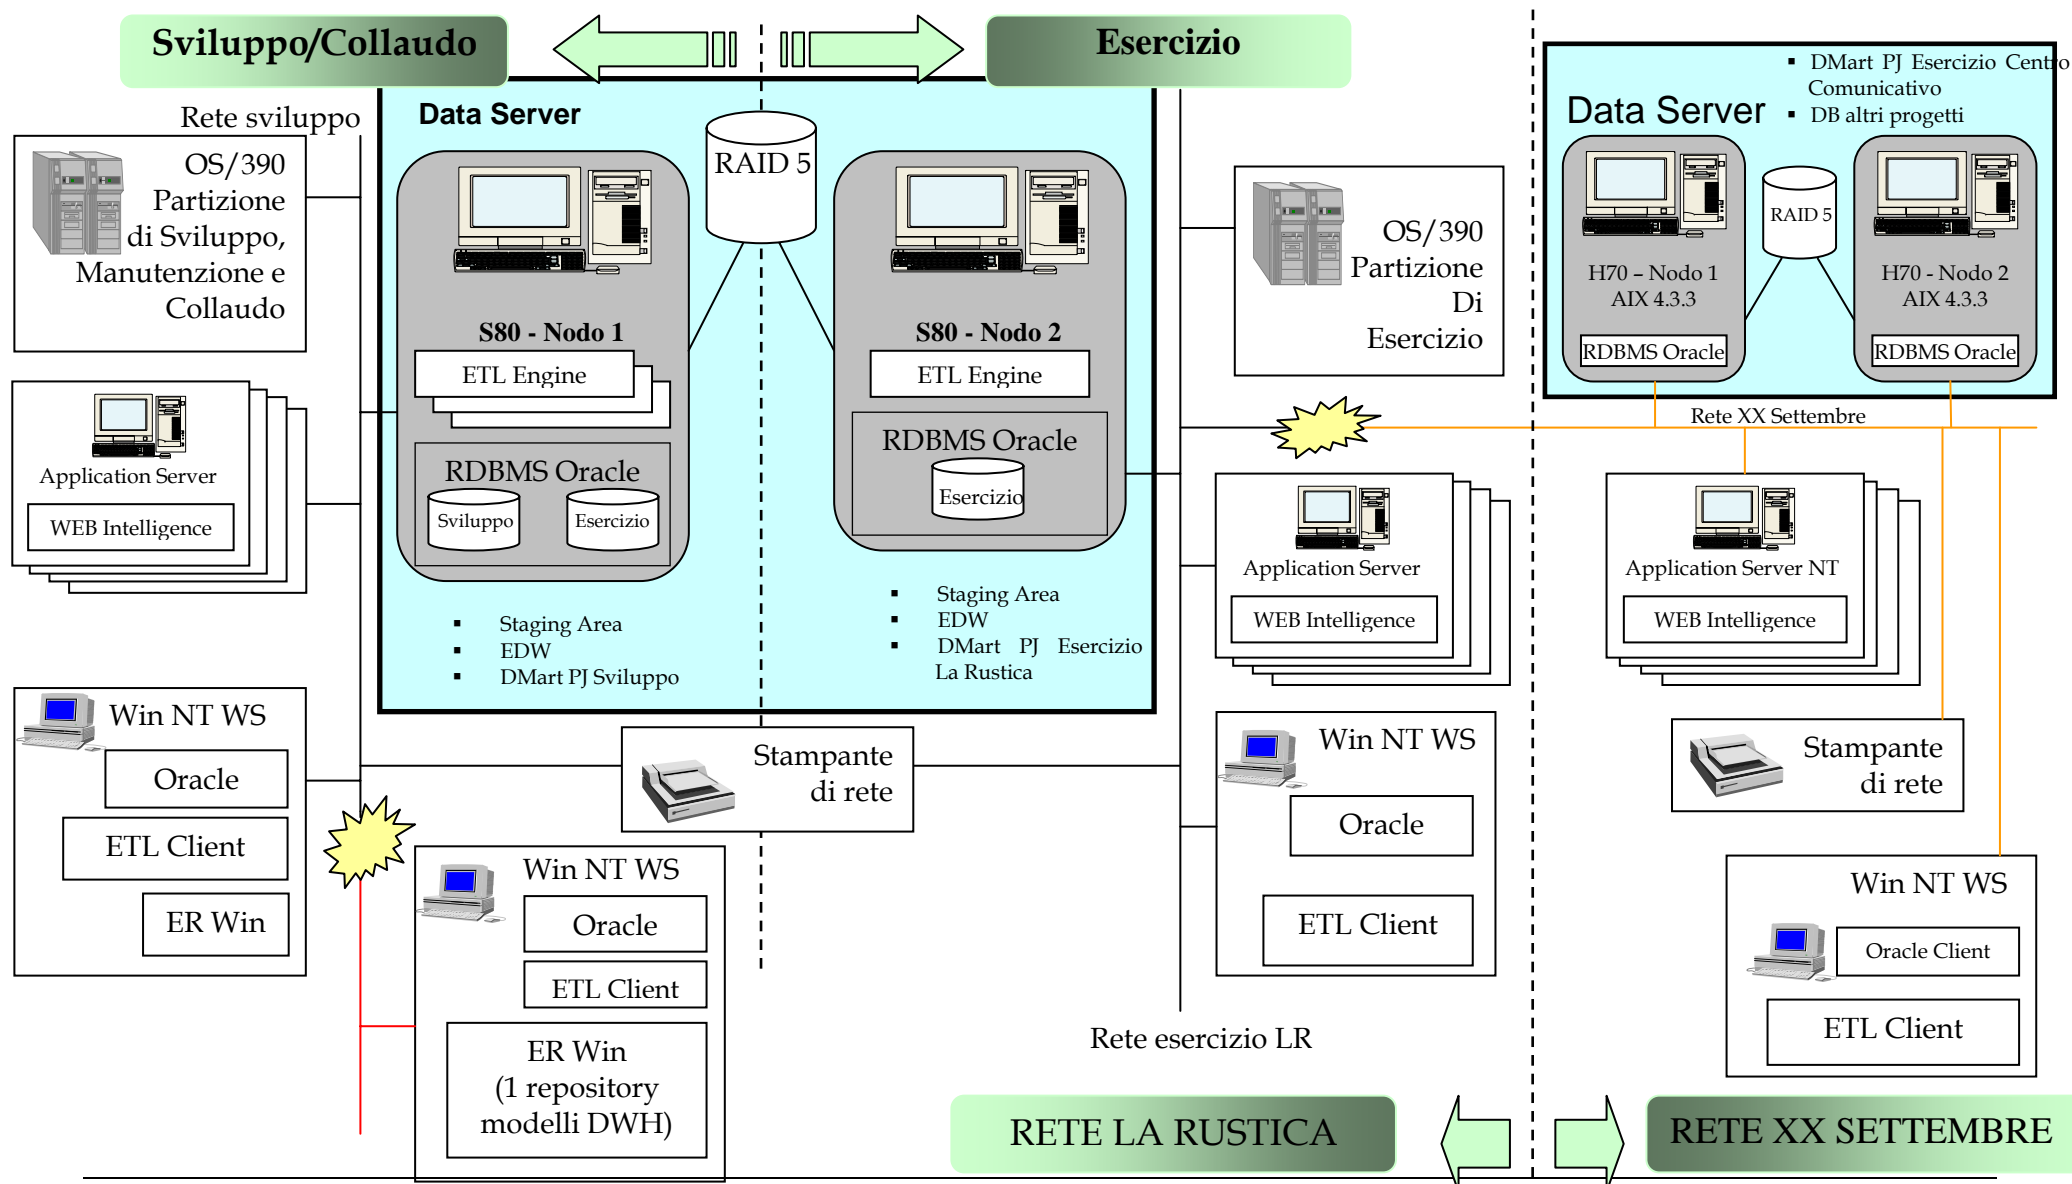 Sviluppo/Collaudo
Esercizio
Rete sviluppo
OS/390
Partizione
di Sviluppo,
Manutenzione e
Collaudo
Application Server
WEB Intelligence
Win NT WS
Oracle
ETL Client
ER Win
Win NT WS
Oracle
ETL Client
ER Win
(1 repository
modelli DWH)
Data Server
RAID 5
S80 - Nodo 1
ETL Engine
RDBMS Oracle
Sviluppo
Esercizio
▪ Staging Area
▪ EDW
▪ DMart PJ Sviluppo
S80 - Nodo 2
ETL Engine
RDBMS Oracle
Esercizio
▪ Staging Area
▪ EDW
▪ DMart PJ Esercizio
La Rustica
Stampante
di rete
OS/390
Partizione
Di
Esercizio
Application Server
WEB Intelligence
Win NT WS
Oracle
ETL Client
Rete esercizio LR
RETE LA RUSTICA
▪ DMart PJ Esercizio Centro
Comunicativo
▪ DB altri progetti
Data Server
RAID 5
H70 – Nodo 1
AIX 4.3.3
RDBMS Oracle
H70 - Nodo 2
AIX 4.3.3
RDBMS Oracle
Rete XX Settembre
Application Server NT
WEB Intelligence
Stampante
di rete
Win NT WS
Oracle Client
ETL Client
RETE XX SETTEMBRE